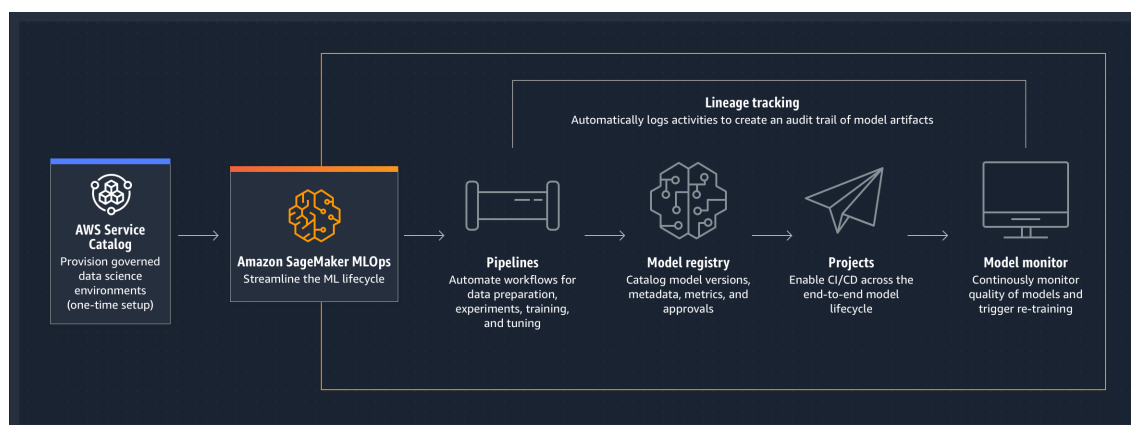 Lineage tracking
Automatically logs activities to create an audit trail of model artifacts
AWS Service
Catalog
Provision governed
data science
environments
(one-time setup)
Amazon SageMaker MLOps
Streamline the ML lifecycle
Pipelines
Automate workflows for
data preparation,
experiments, training,
and tuning
Model registry
Catalog model versions,
metadata, metrics, and
approvals
Projects
Enable CI/CD across the
end-to-end model
lifecycle
Model monitor
Continously monitor
quality of models and
trigger re-training